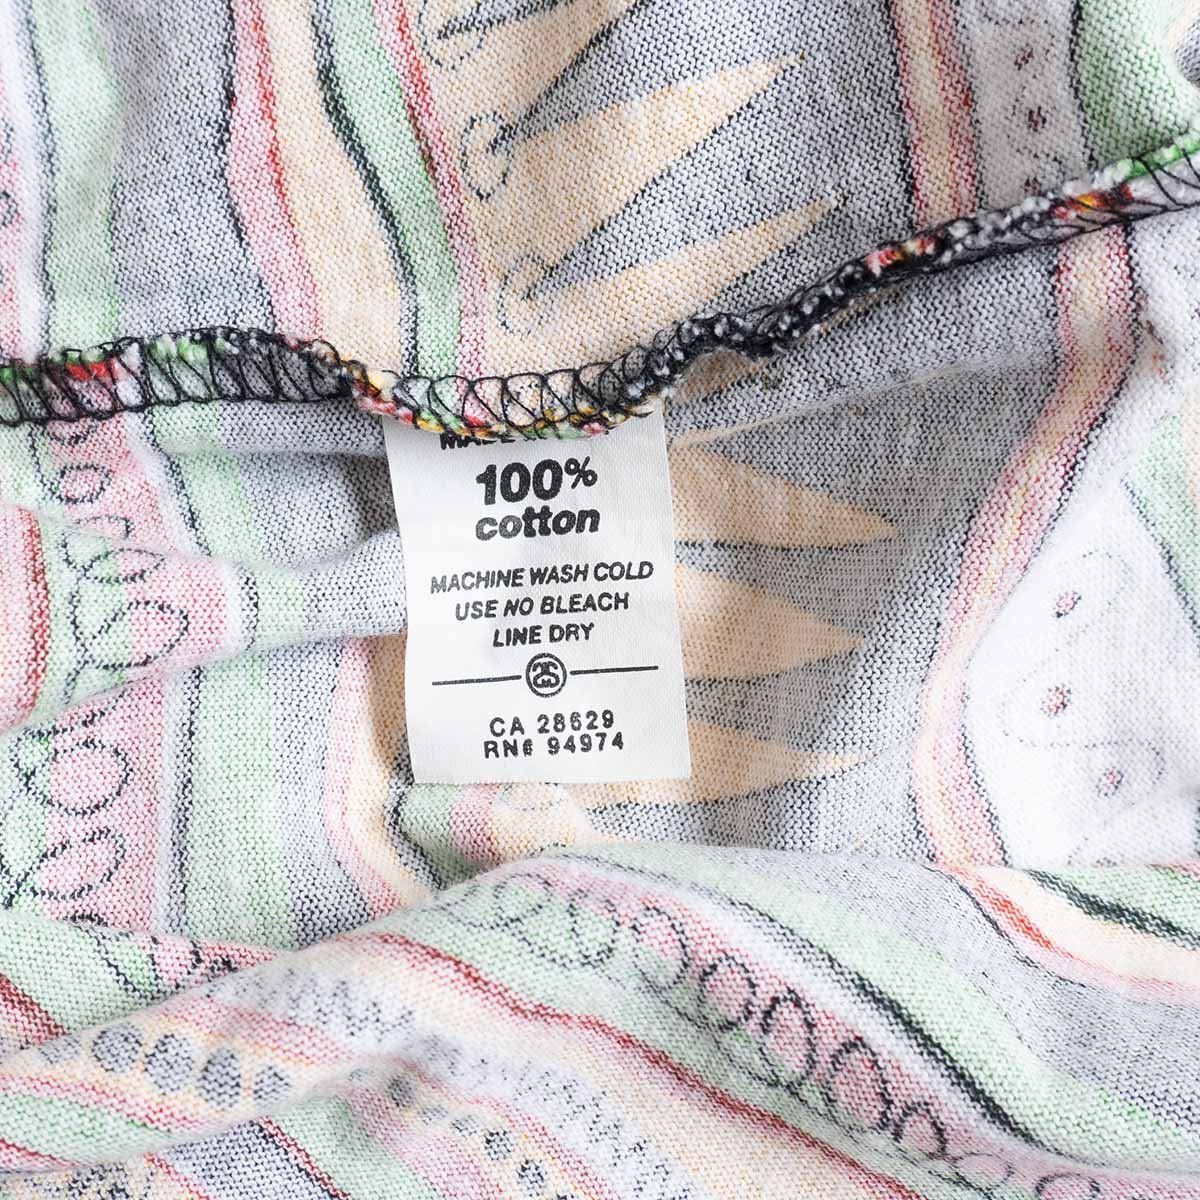 100%
cotton
MACHINE WASH COLD
USE NO BLEACH
LINE DRY
CA 28629
RN# 94974